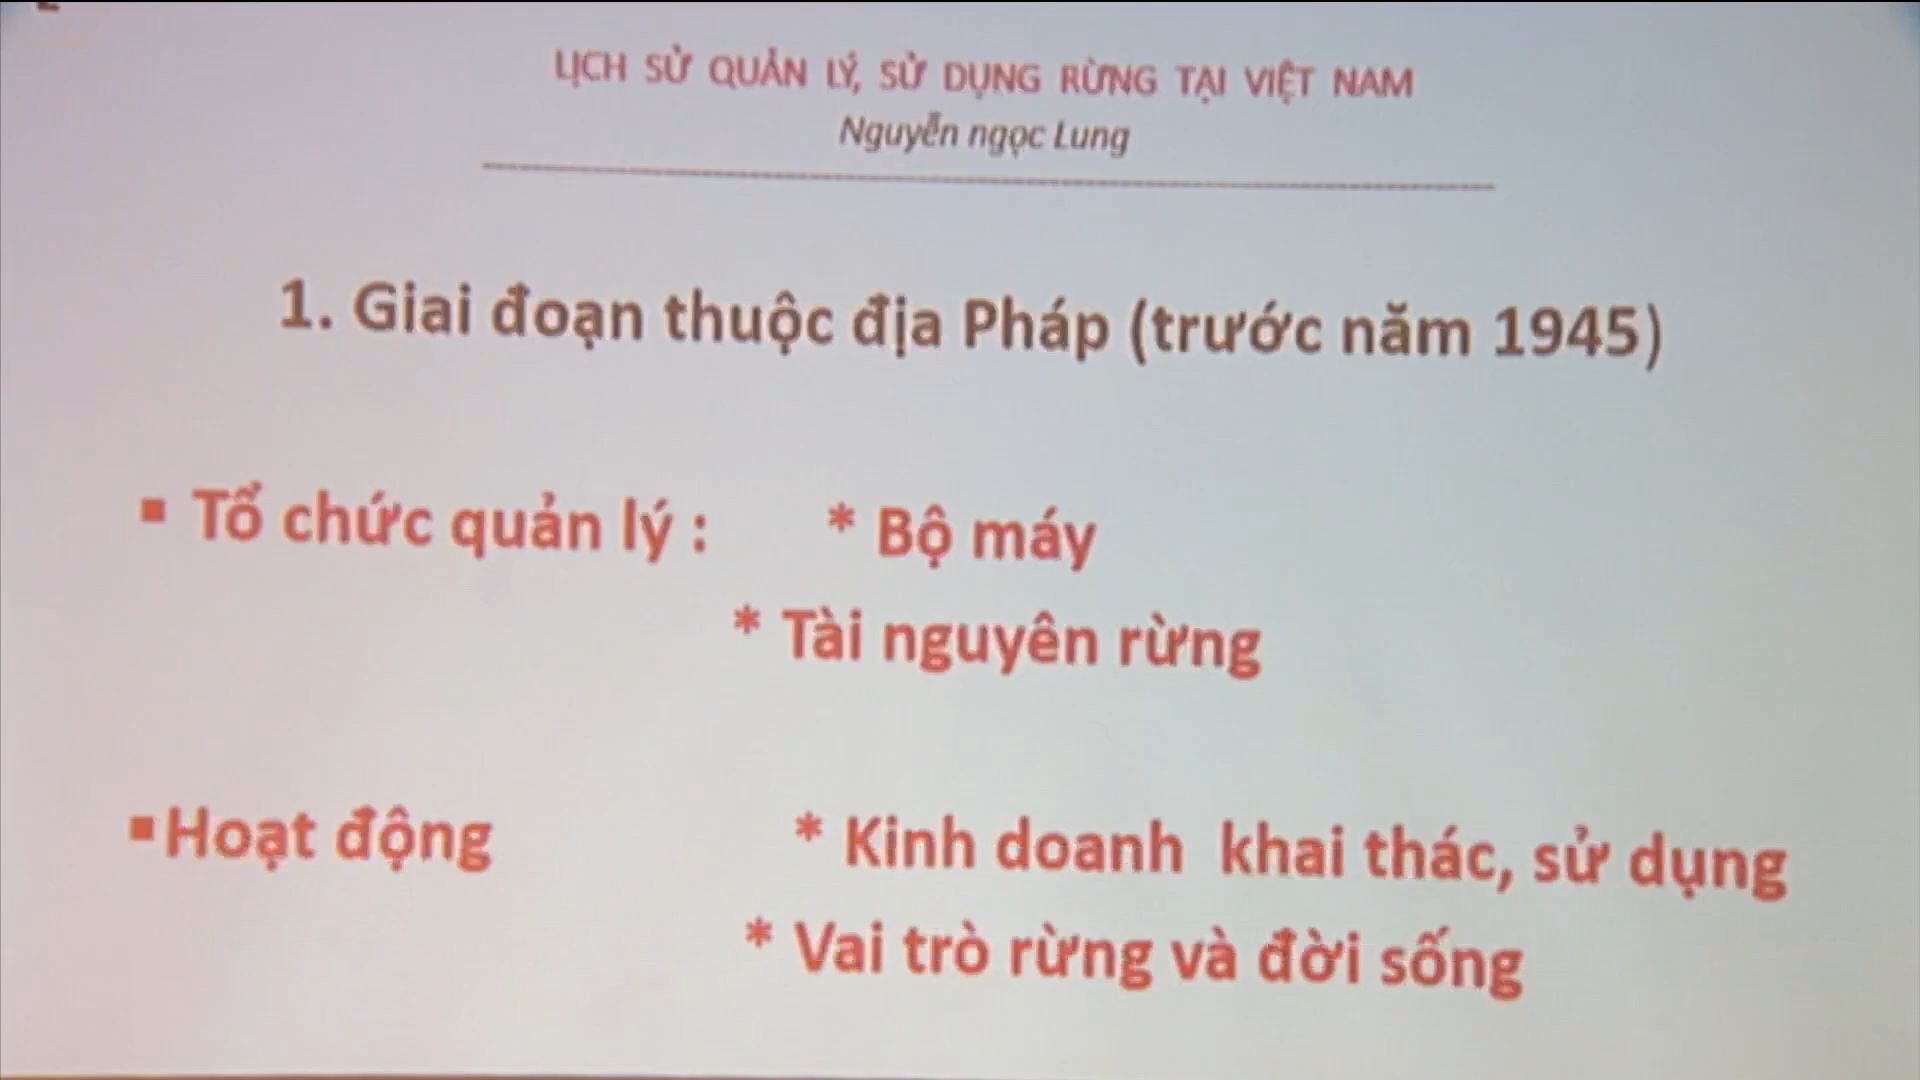 LỊCH SỬ QUẢN LÝ, SỬ DỤNG RỪNG TẠI VIỆT NAM
Nguyễn ngọc Lung
1. Giai đoạn thuộc địa Pháp (trước năm 1945)
▪ Tổ chức quản lý : * Bộ máy
* Tài nguyên rừng
▪Hoạt động * Kinh doanh khai thác, sử dụng
* Vai trò rừng và đời sống